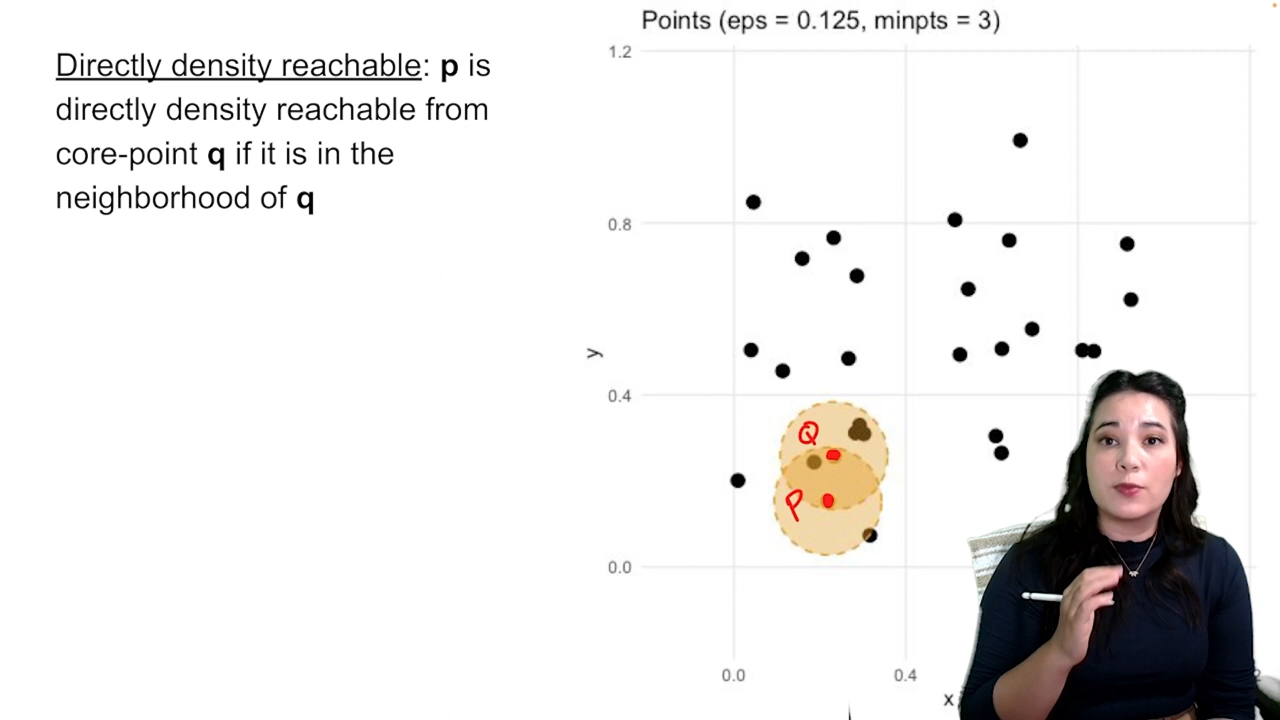 Points (eps = 0.125, minpts = 3)
Directly density reachable: p is
directly density reachable from
core-point q if it is in the
neighborhood of q
1.2
0.8
y
0.4
Q
P
0.0
0.0
0.4
2
x